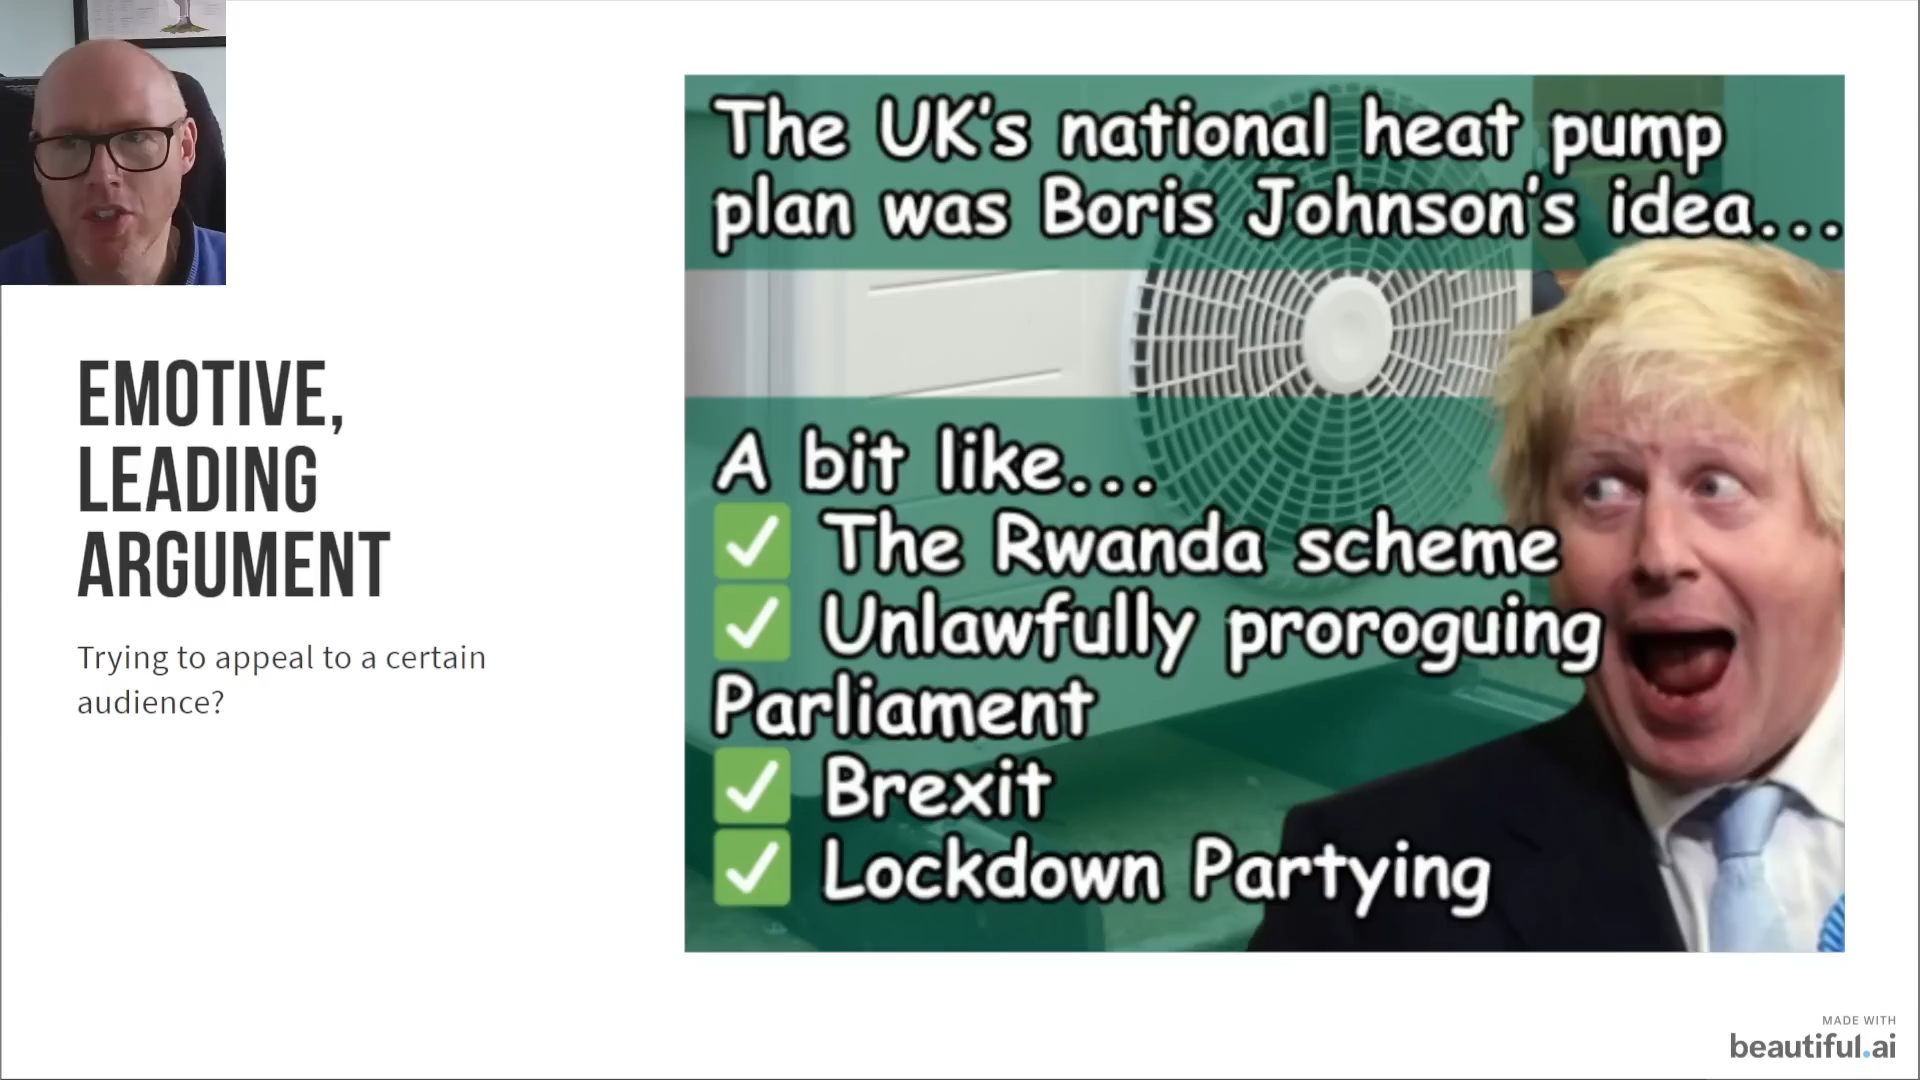 EMOTIVE,
LEADING
ARGUMENT
Trying to appeal to a certain
audience?
The UK's national heat pump
plan was Boris Johnson's idea...
A bit like...
✅ The Rwanda scheme
✅ Unlawfully proroguing
Parliament
✅ Brexit
✅ Lockdown Partying
MADE WITH
beautiful.ai